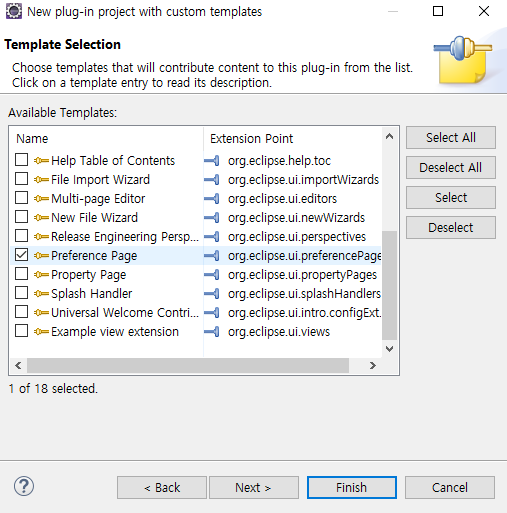 New plug-in project with custom templates
Template Selection
Choose templates that will contribute content to this plug-in from the list.
Click on a template entry to read its description.
Available Templates:
Name Extension Point
Help Table of Contents org.eclipse.help.toc
File Import Wizard org.eclipse.ui.importWizards
Multi-page Editor org.eclipse.ui.editors
New File Wizard org.eclipse.ui.newWizards
Release Engineering Persp... org.eclipse.ui.perspectives
Preference Page org.eclipse.ui.preferencePage
Property Page org.eclipse.ui.propertyPages
Splash Handler org.eclipse.ui.splashHandlers
Universal Welcome Contri... org.eclipse.ui.intro.configExt.
Example view extension org.eclipse.ui.views
Select All
Deselect All
Select
Deselect
1 of 18 selected.
? < Back Next > Finish Cancel